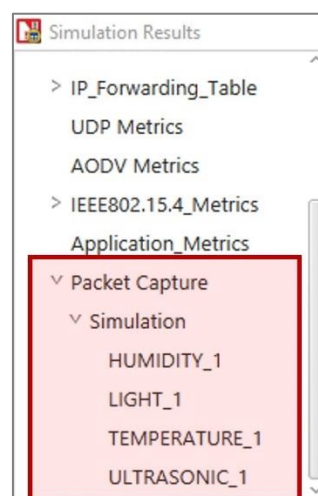 Simulation Results
IP_Forwarding_Table
UDP Metrics
AODV Metrics
IEEE802.15.4_Metrics
Application_Metrics
Packet Capture
Simulation
HUMIDITY_1
LIGHT_1
TEMPERATURE_1
ULTRASONIC_1